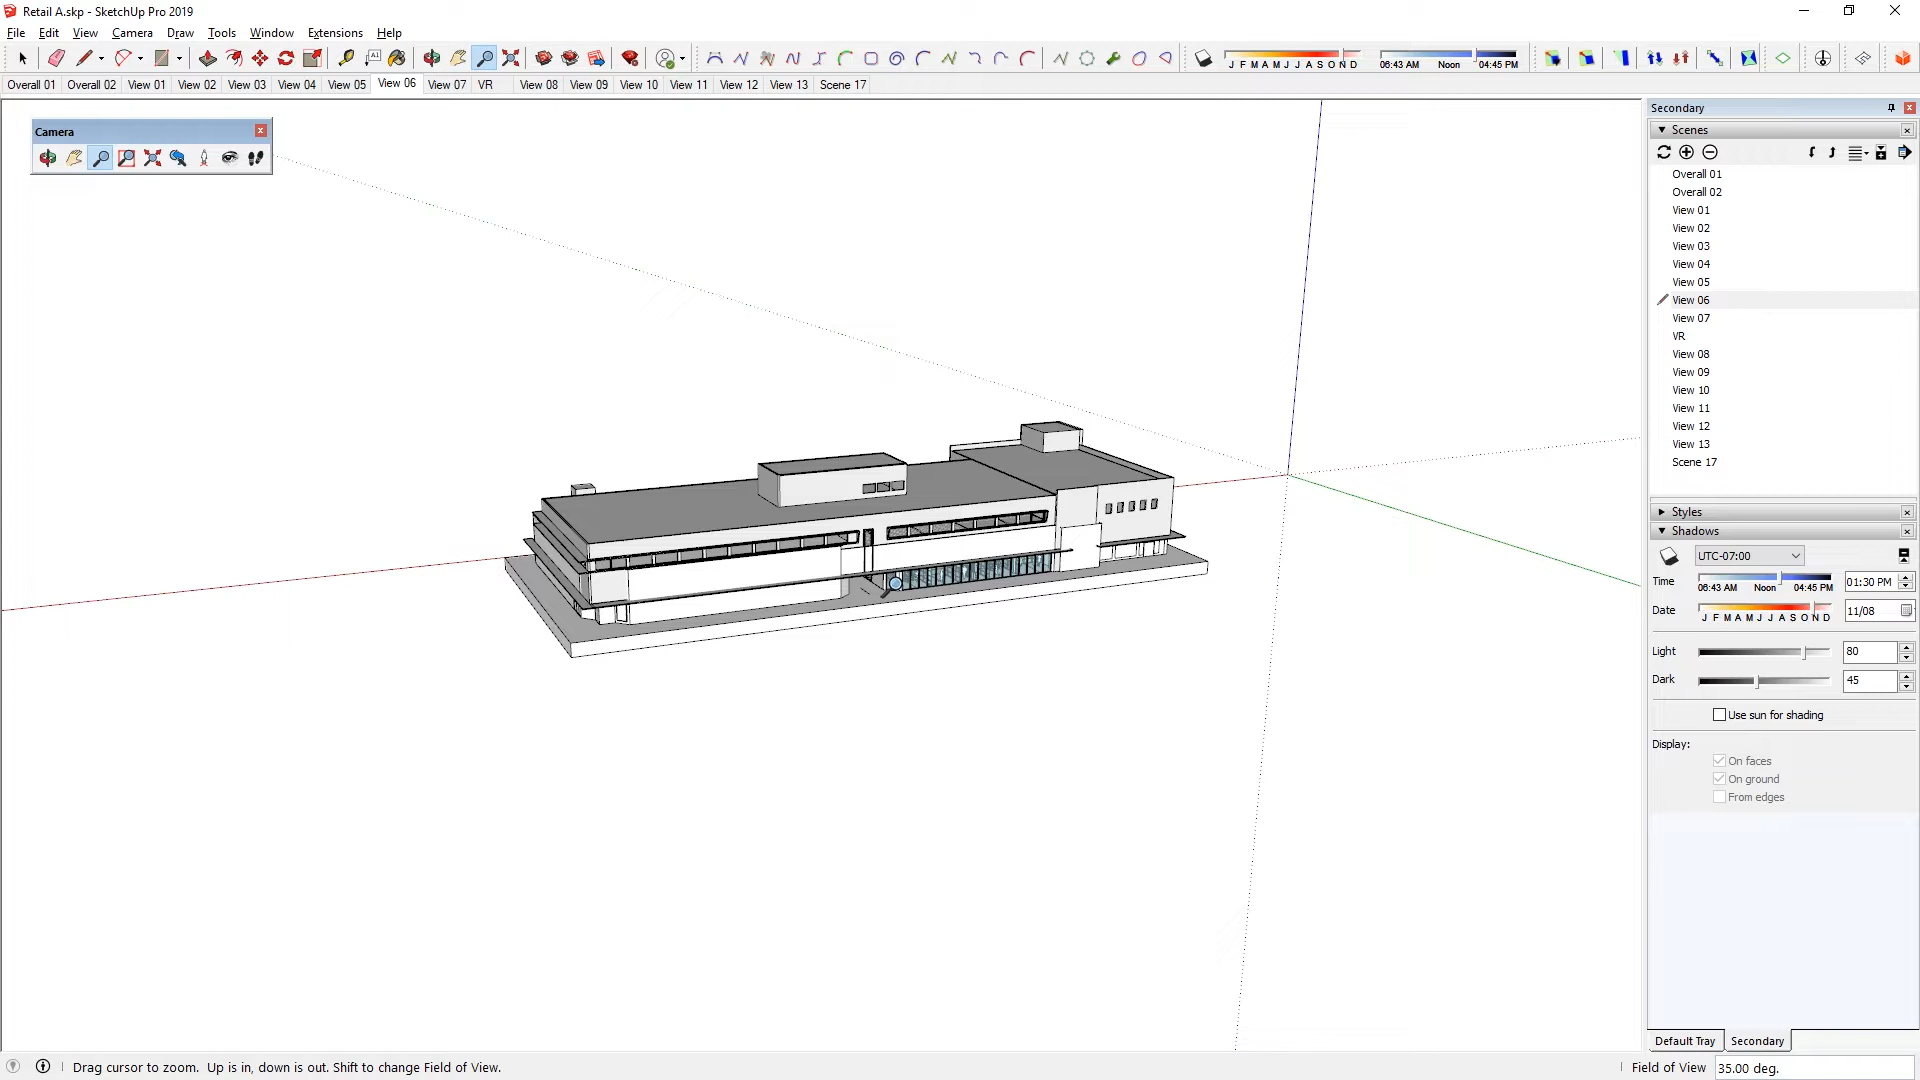 Retail A.skp - SketchUp Pro 2019
File Edit View Camera Draw Tools Window Extensions Help
J F M A M J J A S O N D 06:43 AM Noon 04:45 PM
Overall 01 Overall 02 View 01 View 02 View 03 View 04 View 05 View 06 View 07 VR View 08 View 09 View 10 View 11 View 12 View 13 Scene 17
Camera
Secondary
Scenes
Overall 01
Overall 02
View 01
View 02
View 03
View 04
View 05
View 06
View 07
VR
View 08
View 09
View 10
View 11
View 12
View 13
Scene 17
Styles
Shadows
UTC-07:00
Time 06:43 AM Noon 04:45 PM 01:30 PM
Date J F M A M J J A S O N D 11/08
Light 80
Dark 45
Use sun for shading
Display:
On faces
On ground
From edges
Default Tray Secondary
Drag cursor to zoom. Up is in, down is out. Shift to change Field of View.
Field of View 35.00 deg.